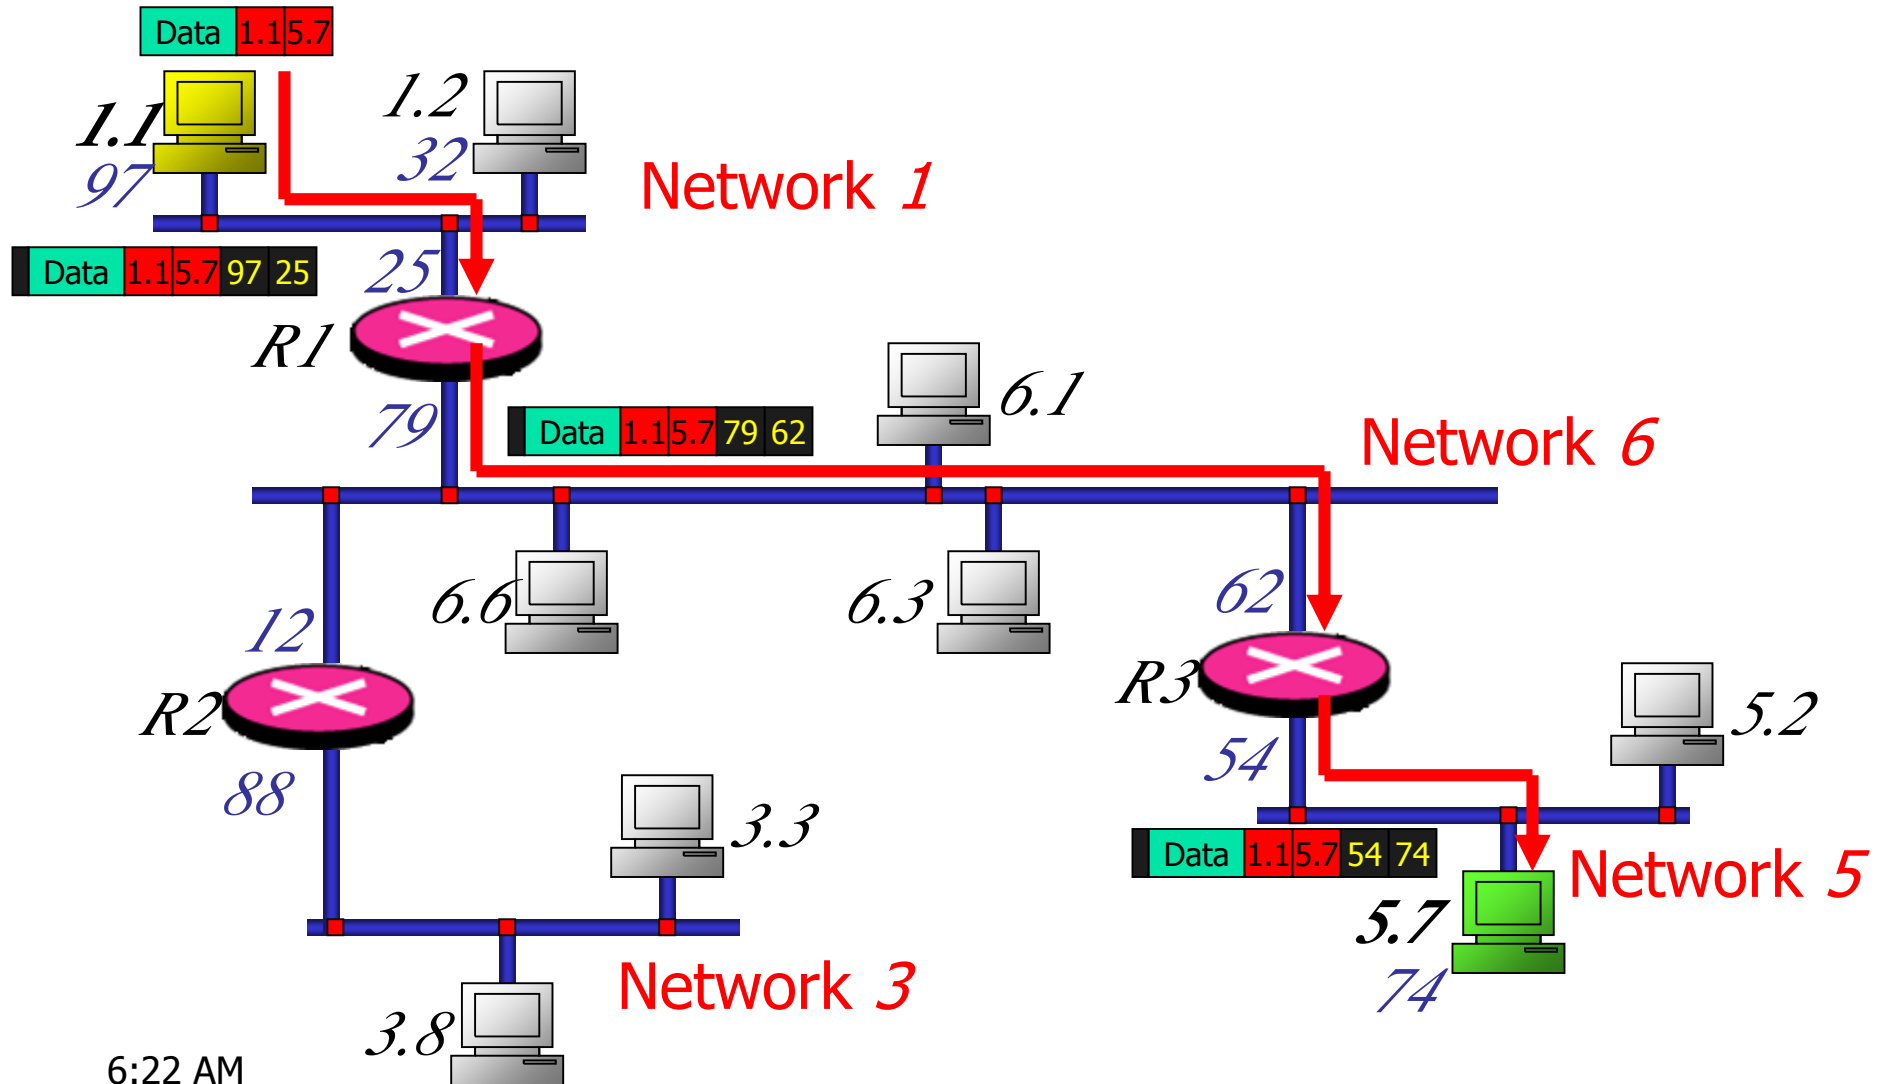 Data 1.1 5.7
1.1
97
1.2
32
Network 1
Data 1.1 5.7 97 25
25
R1
79
Data 1.1 5.7 79 62
6.1
Network 6
6.6
6.3
12
R2
88
62
R3
54
5.2
Data 1.1 5.7 54 74
Network 5
5.7
74
3.3
Network 3
3.8
6:22 AM